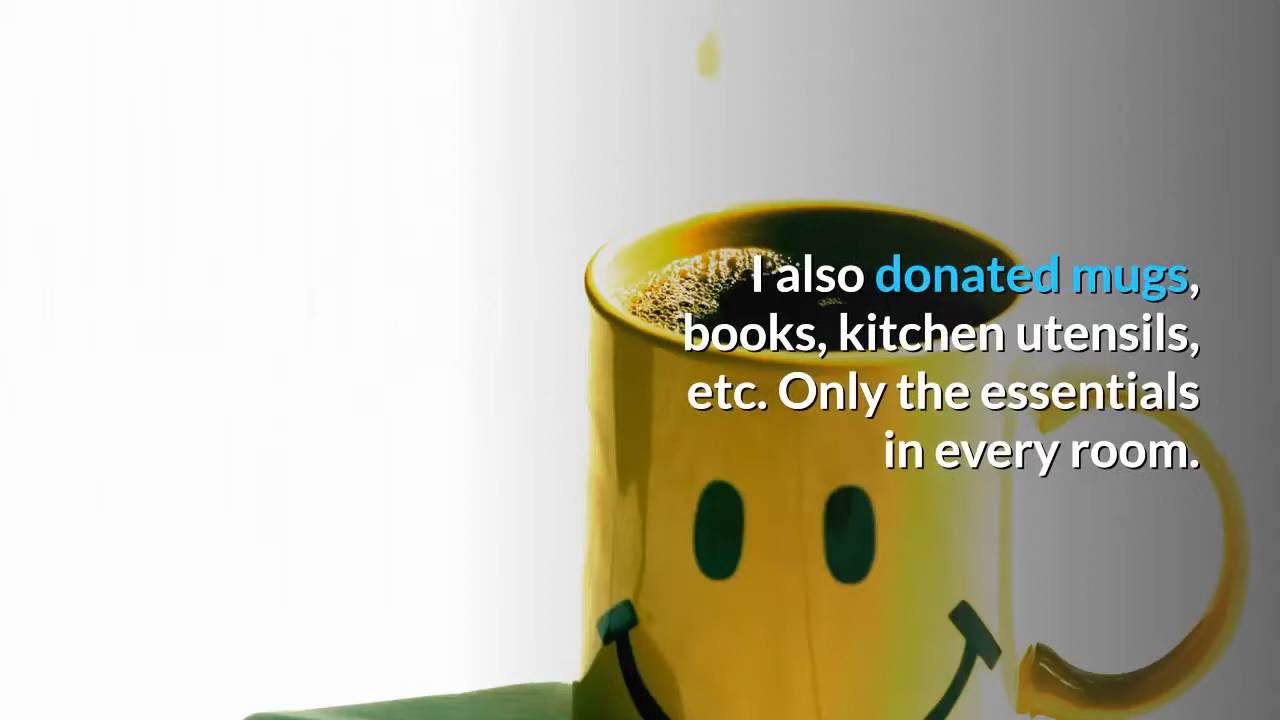 I also donated mugs,
books, kitchen utensils,
etc. Only the essentials
in every room.